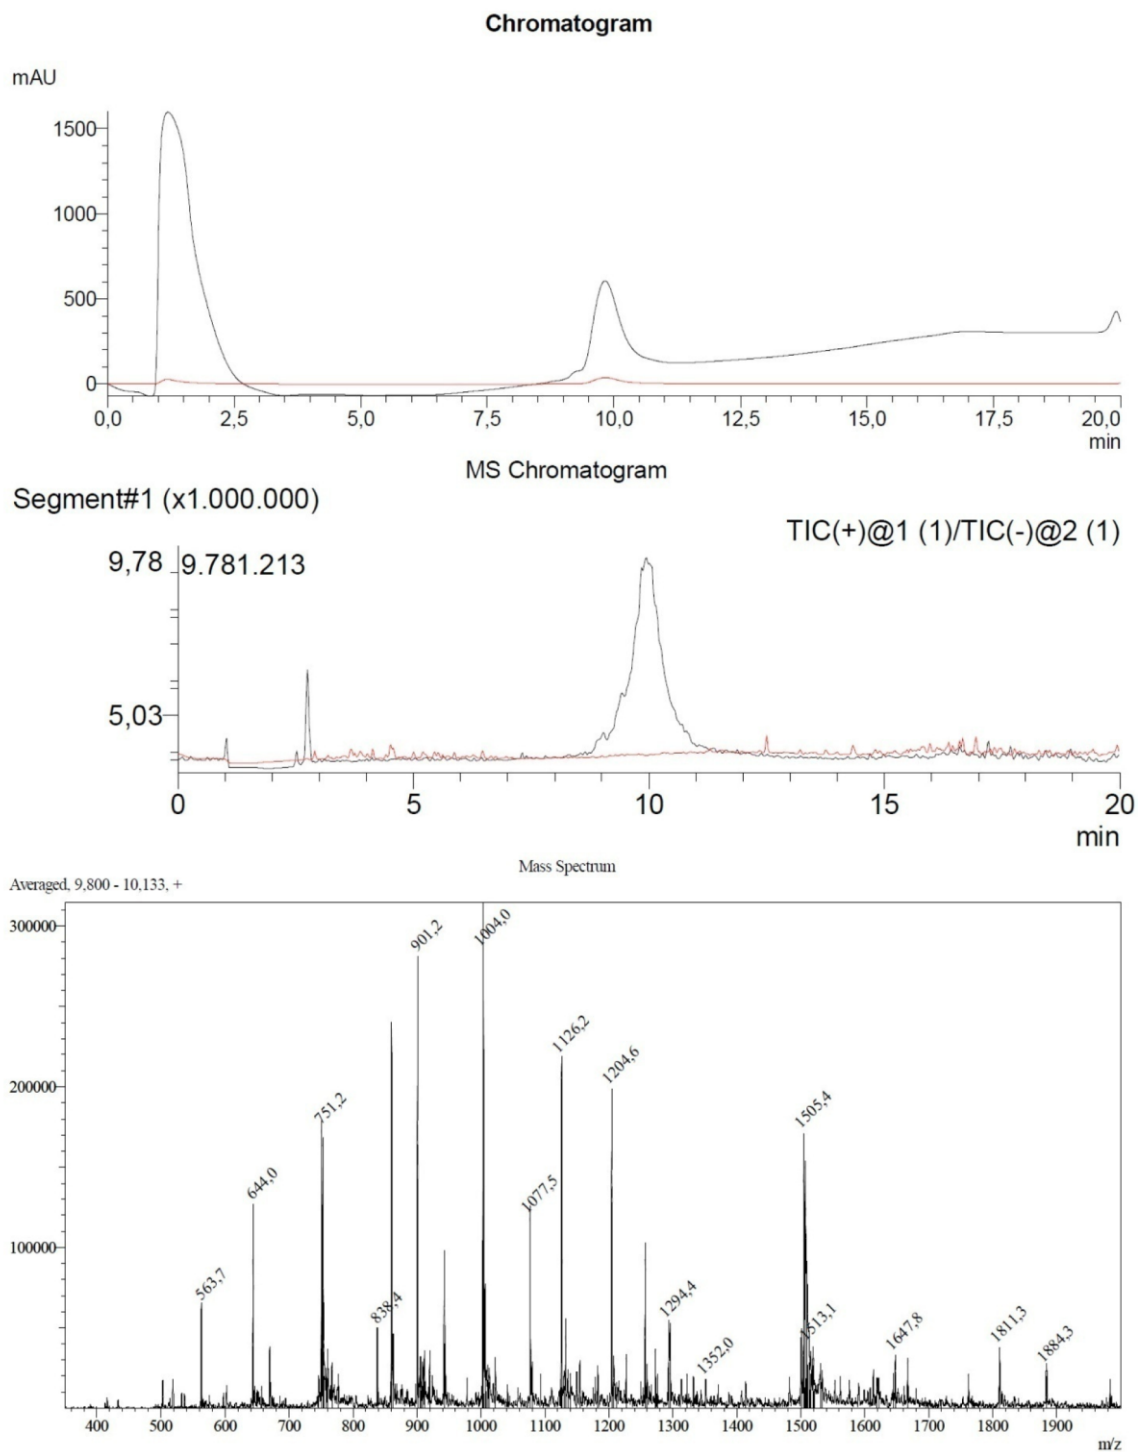 Chromatogram
mAU
1500
1000
500
0
0,0 2,5 5,0 7,5 10,0 12,5 15,0 17,5 20,0
min
MS Chromatogram
Segment#1 (x1.000.000)
TIC(+)@1 (1)/TIC(-)@2 (1)
9,78 9.781.213
5,03
0 5 10 15 20
min
Mass Spectrum
Averaged, 9,800 - 10,133, +
300000
200000
100000
563,7
644,0
751,2
838,4
901,2
1004,0
1077,5
1126,2
1204,6
1294,4
1352,0
1505,4
1513,1
1647,8
1811,3
1884,3
400 500 600 700 800 900 1000 1100 1200 1300 1400 1500 1600 1700 1800 1900
m/z